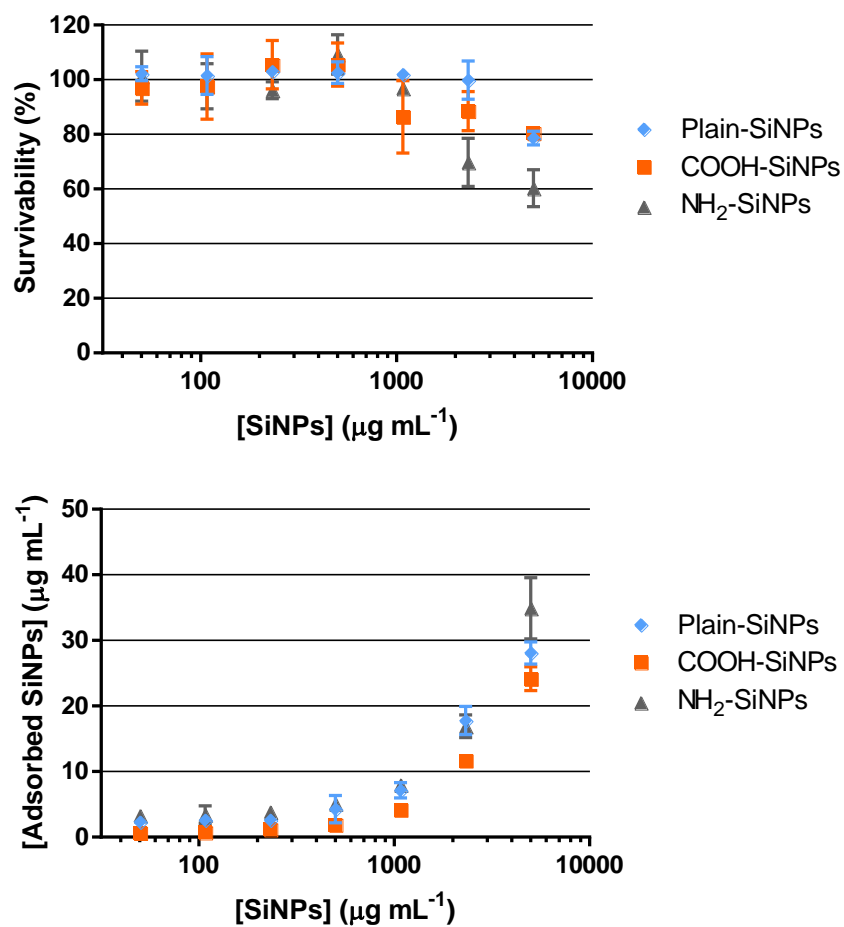 120
100
80
60
40
20
0
Survivability (%)
100
1000
10000
[SiNPs] (μg mL⁻¹)
Plain-SiNPs
COOH-SiNPs
NH₂-SiNPs
50
40
30
20
10
0
[Adsorbed SiNPs] (μg mL⁻¹)
100
1000
10000
[SiNPs] (μg mL⁻¹)
Plain-SiNPs
COOH-SiNPs
NH₂-SiNPs